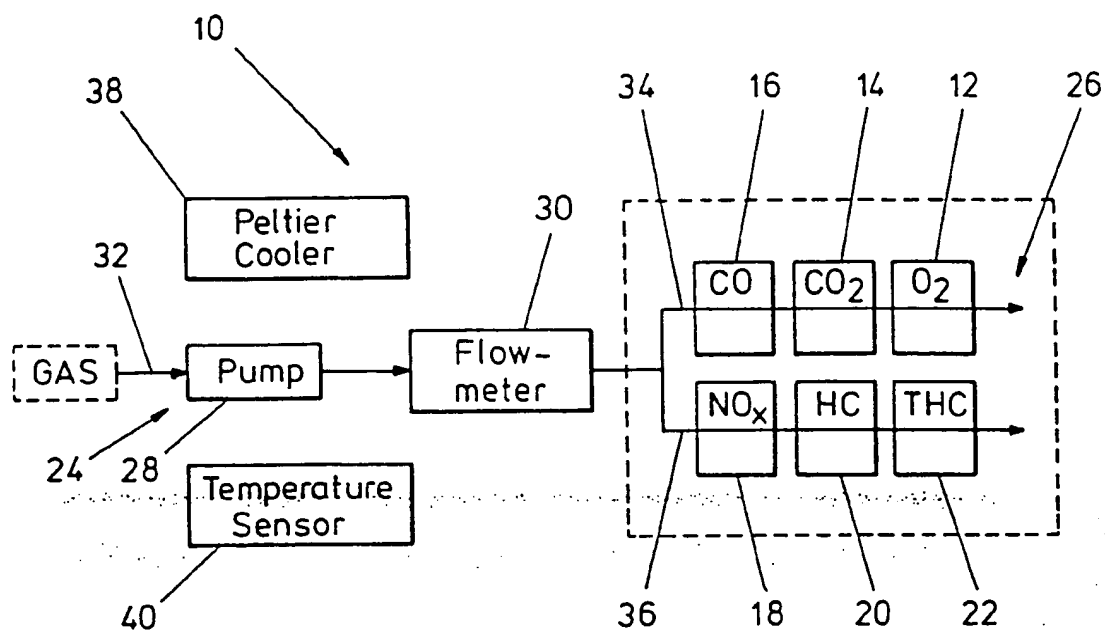 10
38
16
14
12
34
26
30
Peltier
Cooler
32
CO
CO₂
O₂
GAS
Pump
Flow-
meter
NOₓ
HC
THC
24
28
Temperature
Sensor
40
36
18
20
22